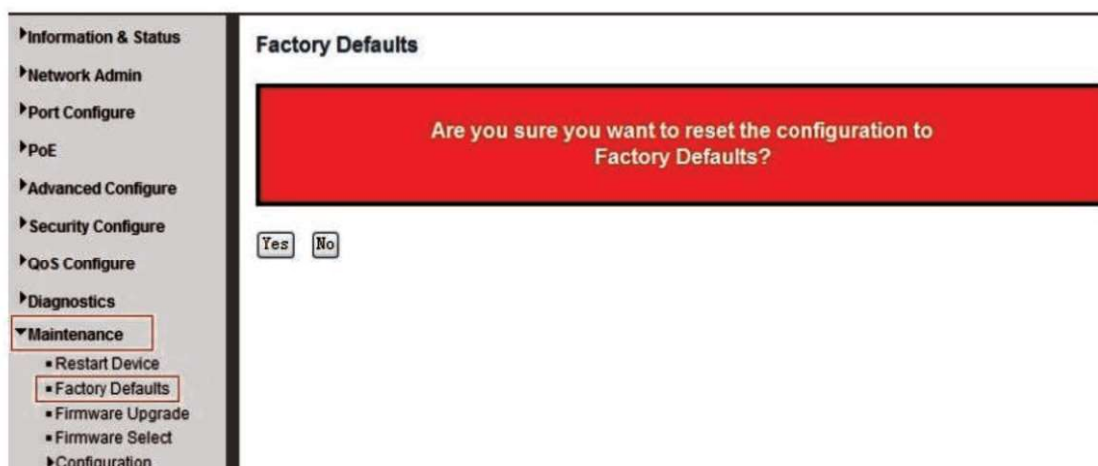 Information & Status
Network Admin
Port Configure
PoE
Advanced Configure
Security Configure
QoS Configure
Diagnostics
Maintenance
Restart Device
Factory Defaults
Firmware Upgrade
Firmware Select
Configuration
Factory Defaults
Are you sure you want to reset the configuration to
Factory Defaults?
Yes No